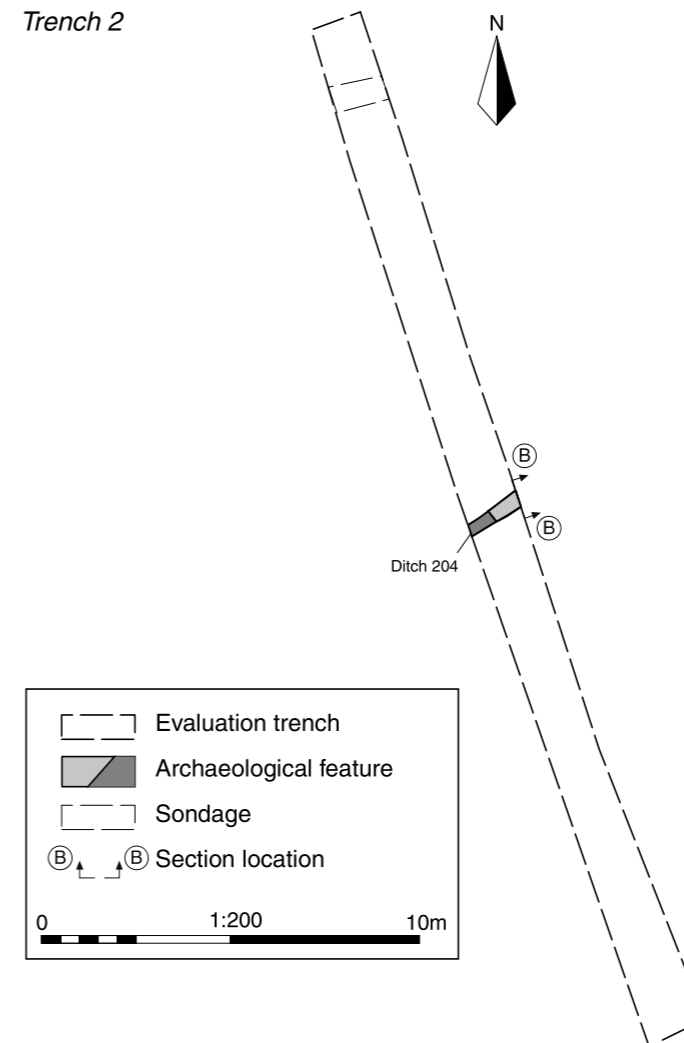 Trench 2
N
B
B
Ditch 204
Evaluation trench
Archaeological feature
Sondage
B B Section location
0 1:200 10m